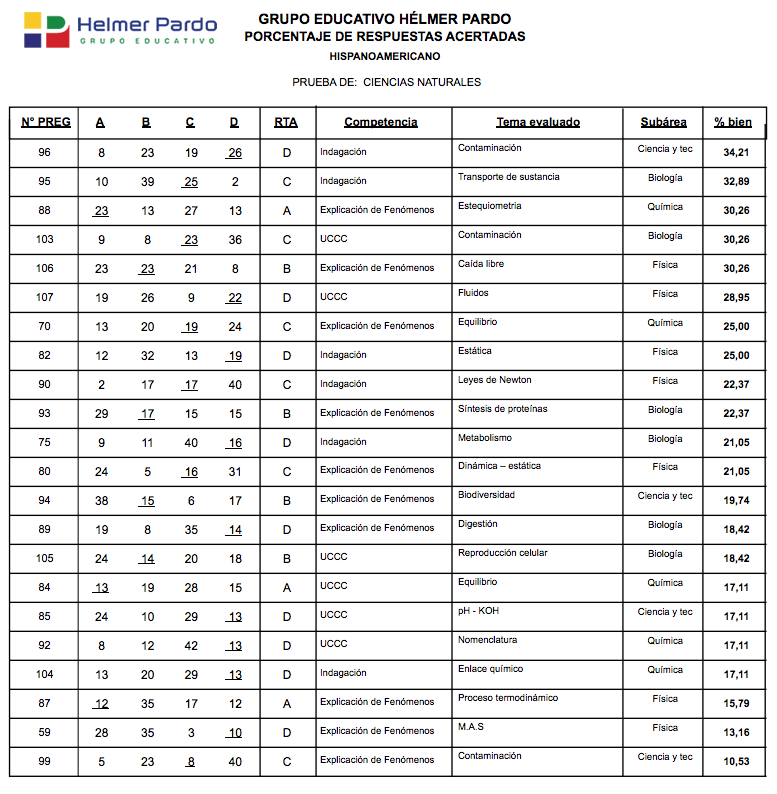 Helmer Pardo
GRUPO EDUCATIVO
GRUPO EDUCATIVO HÉLMER PARDO
PORCENTAJE DE RESPUESTAS ACERTADAS
HISPANOAMERICANO
PRUEBA DE: CIENCIAS NATURALES
Nº PREG A B C D RTA Competencia Tema evaluado Subárea % bien
96 8 23 19 26 D Indagación Contaminación Ciencia y tec 34,21
95 10 39 25 2 C Indagación Transporte de sustancia Biología 32,89
88 23 13 27 13 A Explicación de Fenómenos Estequiometria Química 30,26
103 9 8 23 36 C UCCC Contaminación Biología 30,26
106 23 23 21 8 B Explicación de Fenómenos Caída libre Física 30,26
107 19 26 9 22 D UCCC Fluidos Física 28,95
70 13 20 19 24 C Explicación de Fenómenos Equilibrio Química 25,00
82 12 32 13 19 D Indagación Estática Física 25,00
90 2 17 17 40 C Indagación Leyes de Newton Física 22,37
93 29 17 15 15 B Explicación de Fenómenos Síntesis de proteínas Biología 22,37
75 9 11 40 16 D Indagación Metabolismo Biología 21,05
80 24 5 16 31 C Explicación de Fenómenos Dinámica – estática Física 21,05
94 38 15 6 17 B Explicación de Fenómenos Biodiversidad Ciencia y tec 19,74
89 19 8 35 14 D Explicación de Fenómenos Digestión Biología 18,42
105 24 14 20 18 B UCCC Reproducción celular Biología 18,42
84 13 19 28 15 A UCCC Equilibrio Química 17,11
85 24 10 29 13 D UCCC pH - KOH Ciencia y tec 17,11
92 8 12 42 13 D UCCC Nomenclatura Química 17,11
104 13 20 29 13 D Indagación Enlace químico Química 17,11
87 12 35 17 12 A Explicación de Fenómenos Proceso termodinámico Física 15,79
59 28 35 3 10 D Explicación de Fenómenos M.A.S Física 13,16
99 5 23 8 40 C Explicación de Fenómenos Contaminación Ciencia y tec 10,53